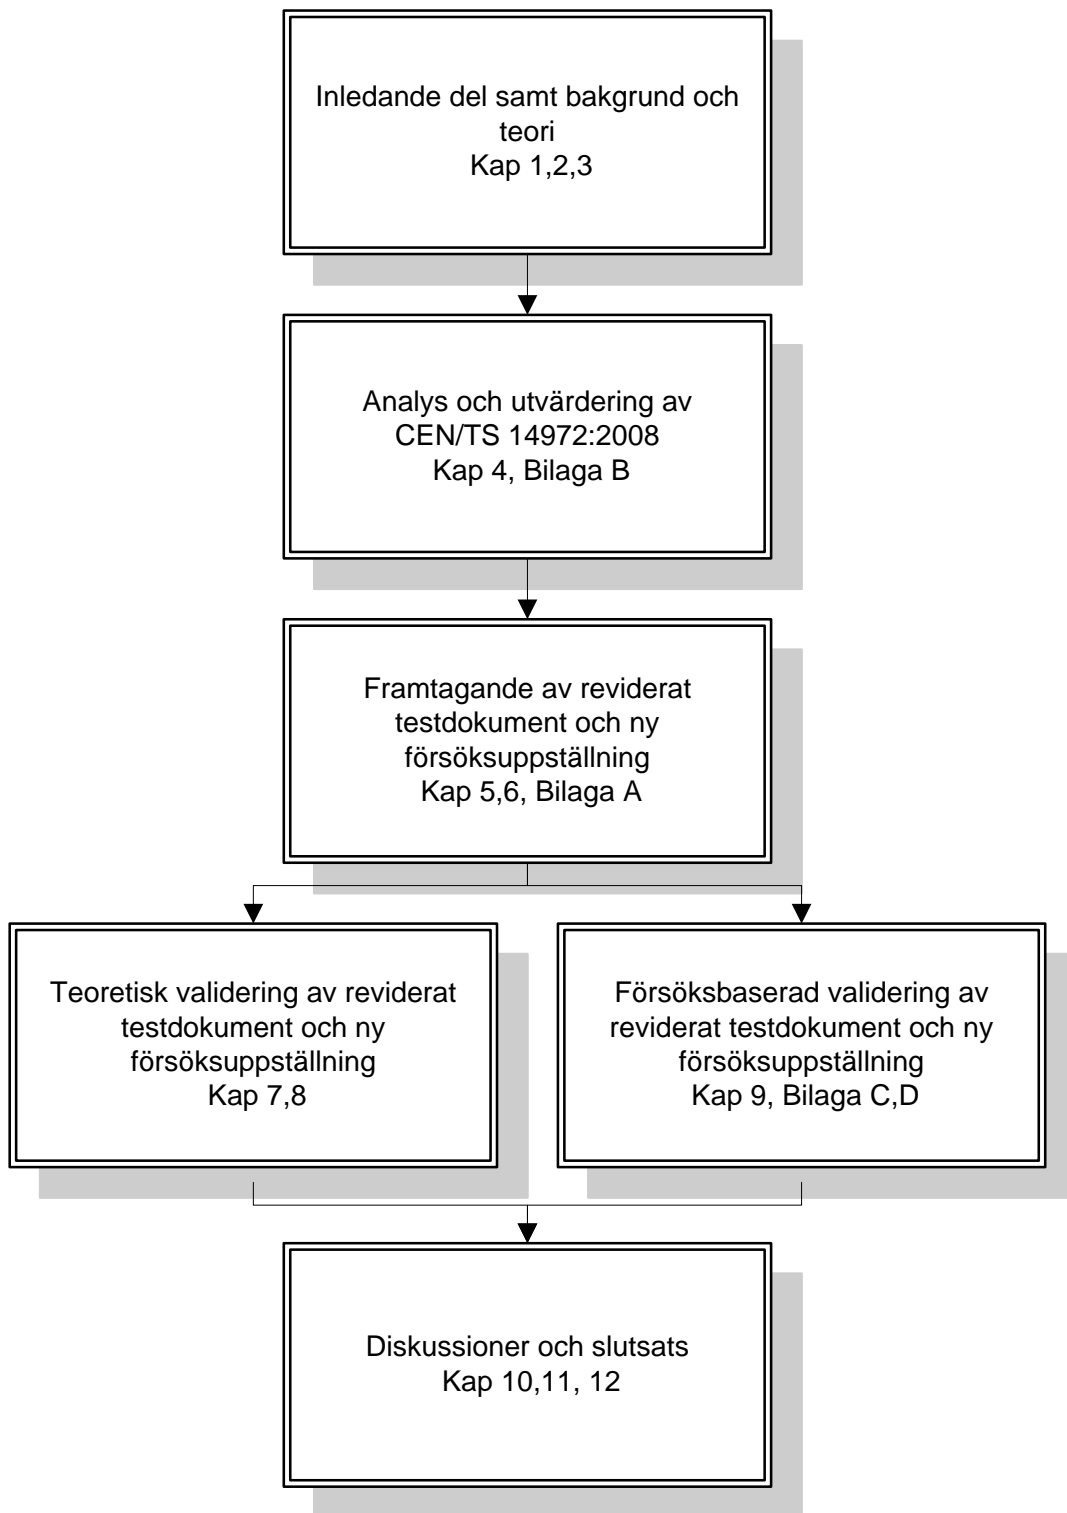 Inledande del samt bakgrund och
teori
Kap 1,2,3
Analys och utvärdering av
CEN/TS 14972:2008
Kap 4, Bilaga B
Framtagande av reviderat
testdokument och ny
försöksuppställning
Kap 5,6, Bilaga A
Teoretisk validering av reviderat
testdokument och ny
försöksuppställning
Kap 7,8
Försöksbaserad validering av
reviderat testdokument och ny
försöksuppställning
Kap 9, Bilaga C,D
Diskussioner och slutsats
Kap 10,11, 12